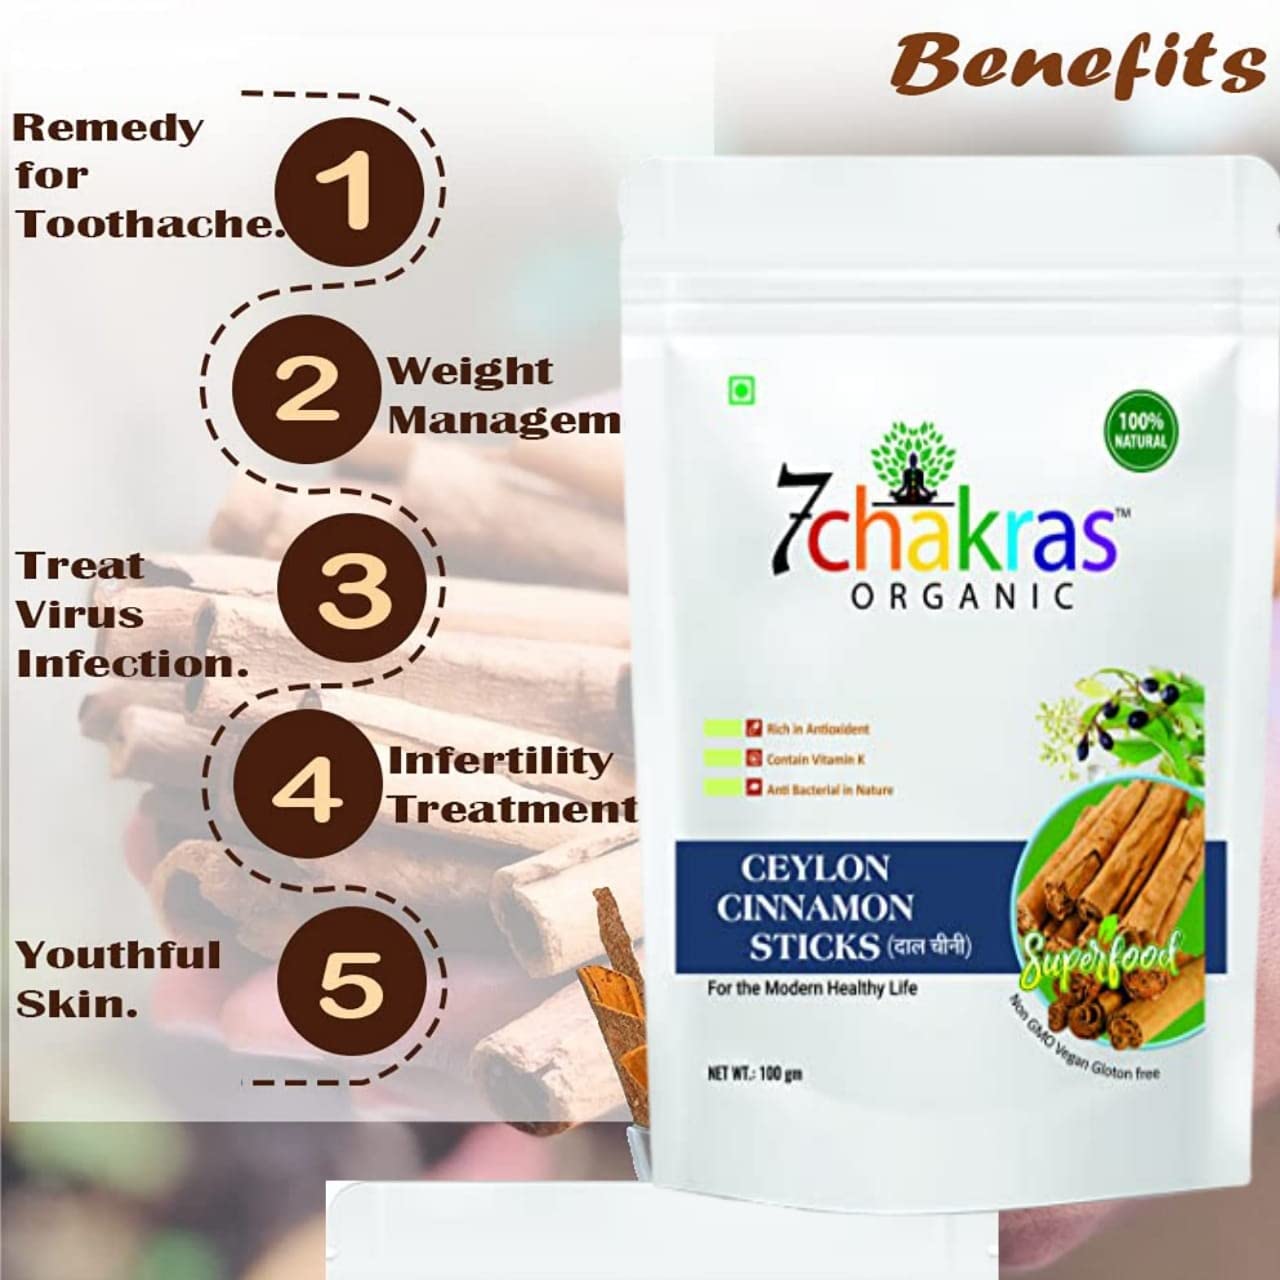 Benefits
Remedy
for
Toothache.
1
2
Weight
Managem
Treat
Virus
Infection.
3
4
Infertility
Treatment
Youthful
Skin.
5
100%
NATURAL
7chakras™
ORGANIC
Rich in Antioxident
Contain Vitamin K
Anti Bacterial in Nature
CEYLON
CINNAMON
STICKS (दाल चीनी)
Superfood
For the Modern Healthy Life
Non GMO Vegan Gloton free
NET WT.: 100 gm